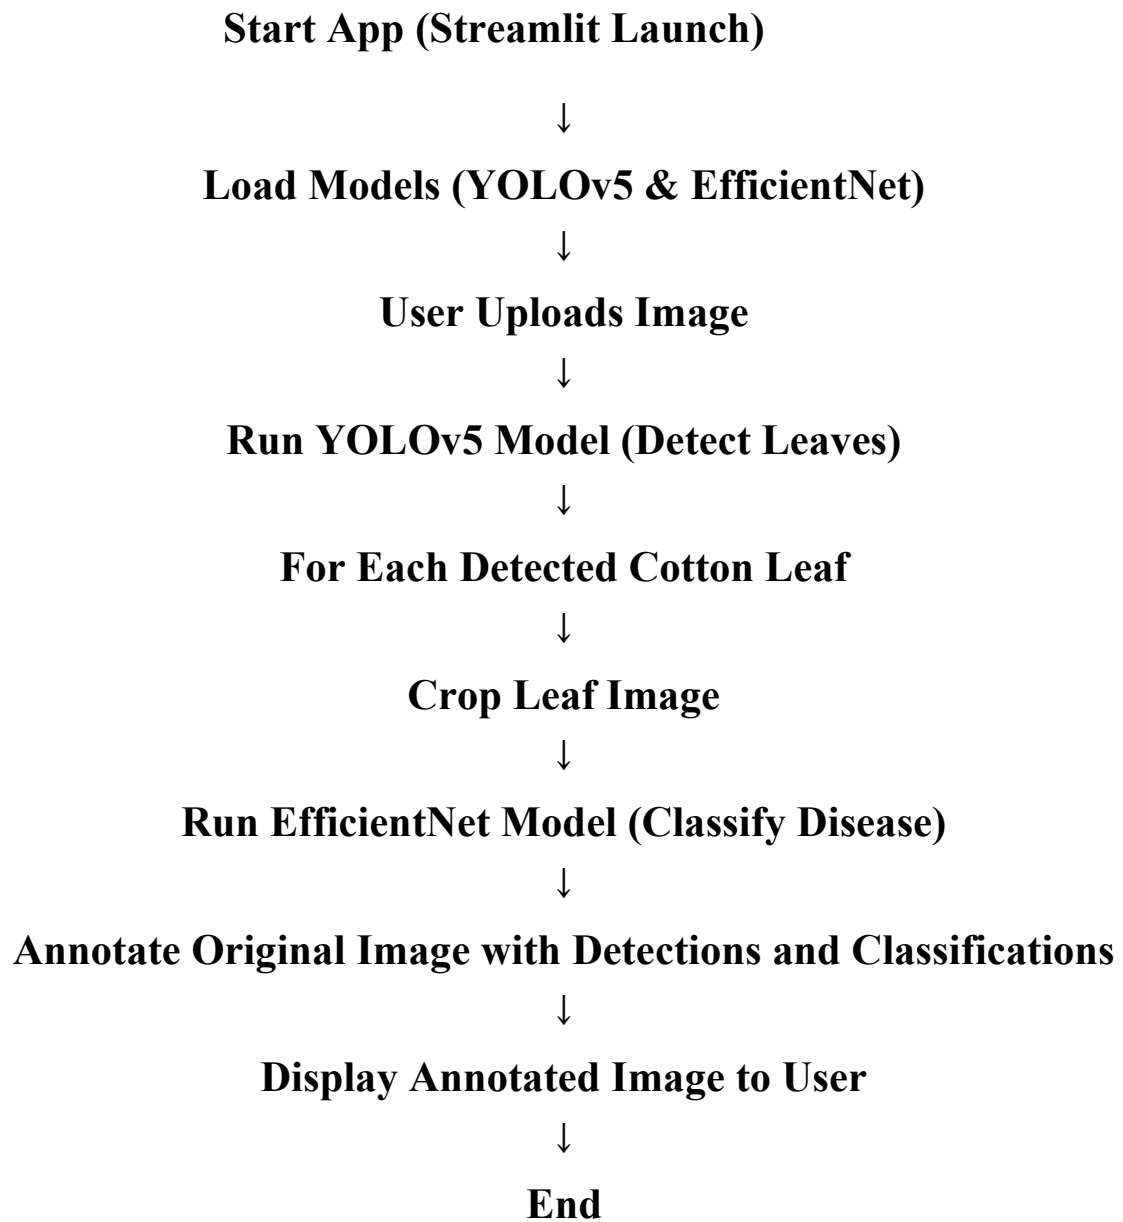 Start App (Streamlit Launch)
↓
Load Models (YOLOv5 & EfficientNet)
↓
User Uploads Image
↓
Run YOLOv5 Model (Detect Leaves)
↓
For Each Detected Cotton Leaf
↓
Crop Leaf Image
↓
Run EfficientNet Model (Classify Disease)
↓
Annotate Original Image with Detections and Classifications
↓
Display Annotated Image to User
↓
End